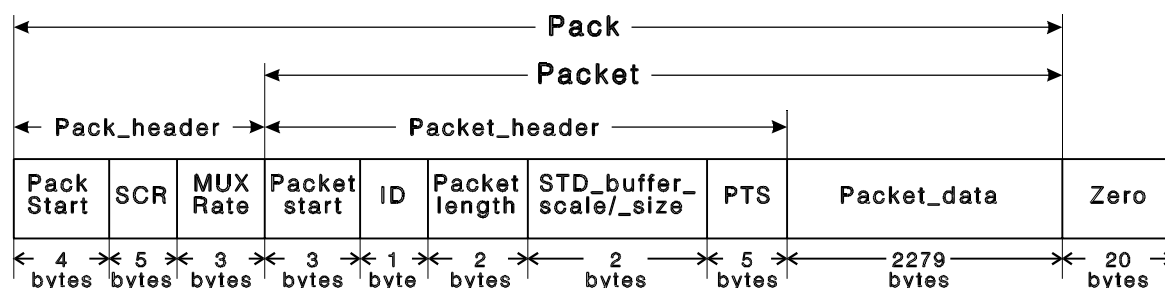 Pack
Packet
Pack_header
Packet_header
Pack Start
SCR
MUX Rate
Packet start
ID
Packet length
STD_buffer_scale/_size
PTS
Packet_data
Zero
4 bytes
5 bytes
3 bytes
3 bytes
1 byte
2 bytes
2 bytes
5 bytes
2279 bytes
20 bytes